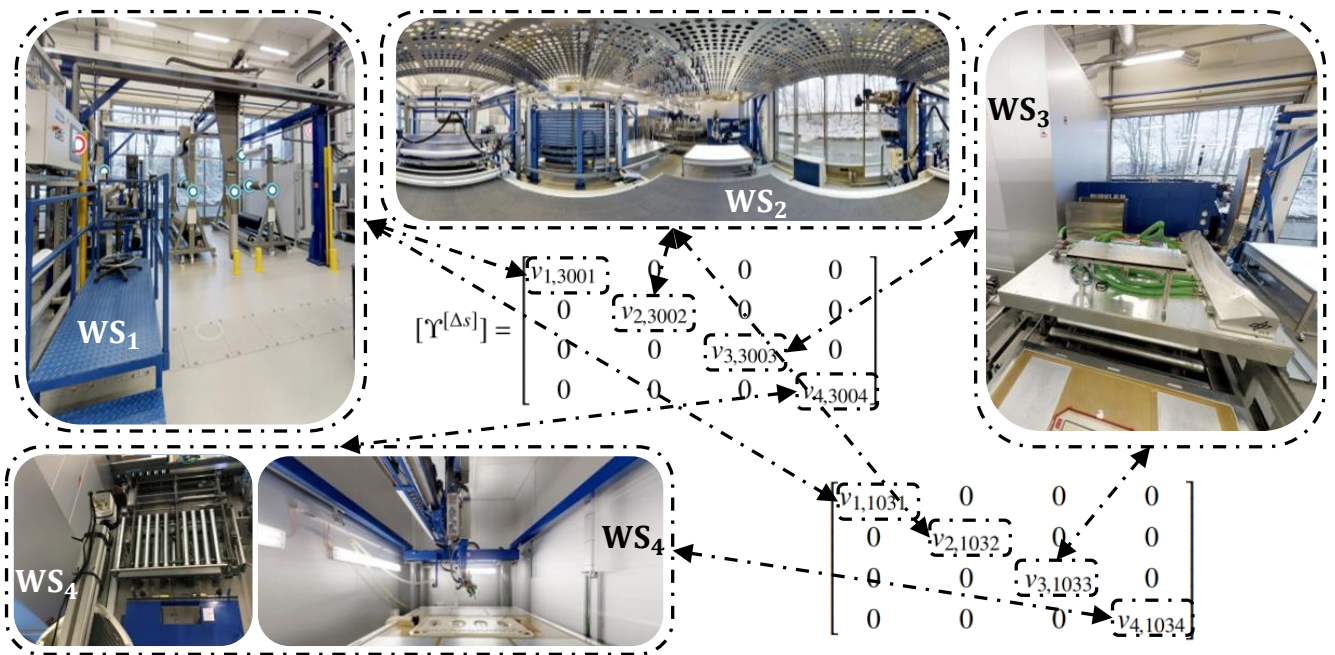 WS₁
WS₂
WS₃
[ϒ^[Δs]] =
v₁,₃₀₀₁ 0 0 0
0 v₂,₃₀₀₂ 0 0
0 0 v₃,₃₀₀₃ 0
0 0 0 v₄,₃₀₀₄
WS₄
WS₄
v₁,₁₀₃₁ 0 0 0
0 v₂,₁₀₃₂ 0 0
0 0 v₃,₁₀₃₃ 0
0 0 0 v₄,₁₀₃₄